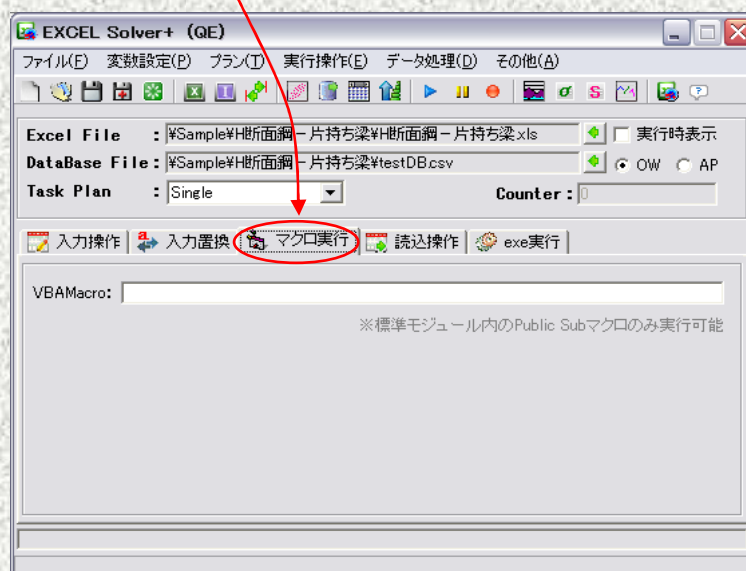 EXCEL Solver+ (QE)
ファイル(F) 変数設定(P) プラン(T) 実行操作(E) データ処理(D) その他(A)
Excel File : ¥Sample¥H断面鋼－片持ち梁¥H断面鋼－片持ち梁.xls 実行時表示
DataBase File: ¥Sample¥H断面鋼－片持ち梁¥testDB.csv OW AP
Task Plan : Single Counter : 0
入力操作 入力置換 マクロ実行 読込操作 exe実行
VBAMacro:
※標準モジュール内のPublic Subマクロのみ実行可能